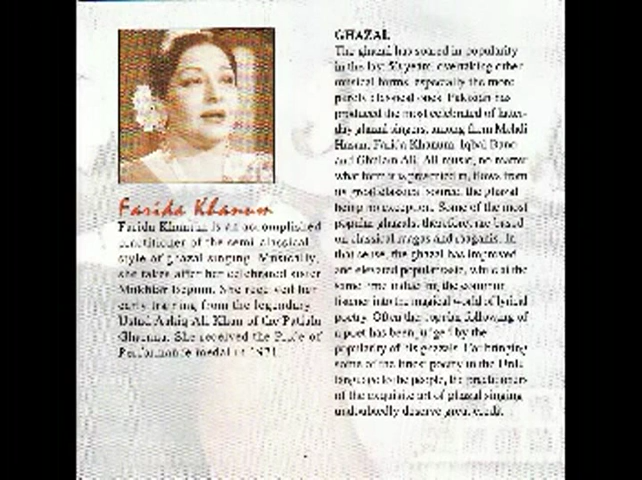 Farida Khanum
Farida Khanum is an accomplished
practitioner of the semi-classical
style of ghazal singing. Musically,
she takes after her celebrated sister
Mukhtar Begum. She received her
early training from the legendary
Ustad Ashiq Ali Khan of the Patiala
Gharana. She received the Pride of
Performance medal in 1971.
GHAZAL
The ghazal has soared in popularity
in the last 50 years, overtaking other
musical forms, especially the more
purely classical ones. Pakistan has
produced the most celebrated of latter-
day ghazal singers, among them Mehdi
Hasan, Farida Khanum, Iqbal Bano
and Ghulam Ali. All music, no matter
what form it is presented in, flows from
its great classical source, the ghazal
being no exception. Some of the most
popular ghazals, therefore, are based
on classical raagas and raaganis. In
that sense, the ghazal has improved
and elevated popular taste, while at the
same time inducting the common
listener into the magical world of lyrical
poetry. Often the popular following of
a poet has been judged by the
popularity of his ghazals. For bringing
some of the finest poetry in the Urdu
language to the people, the practitioners
of the exquisite art of ghazal singing
undoubtedly deserve great credit.